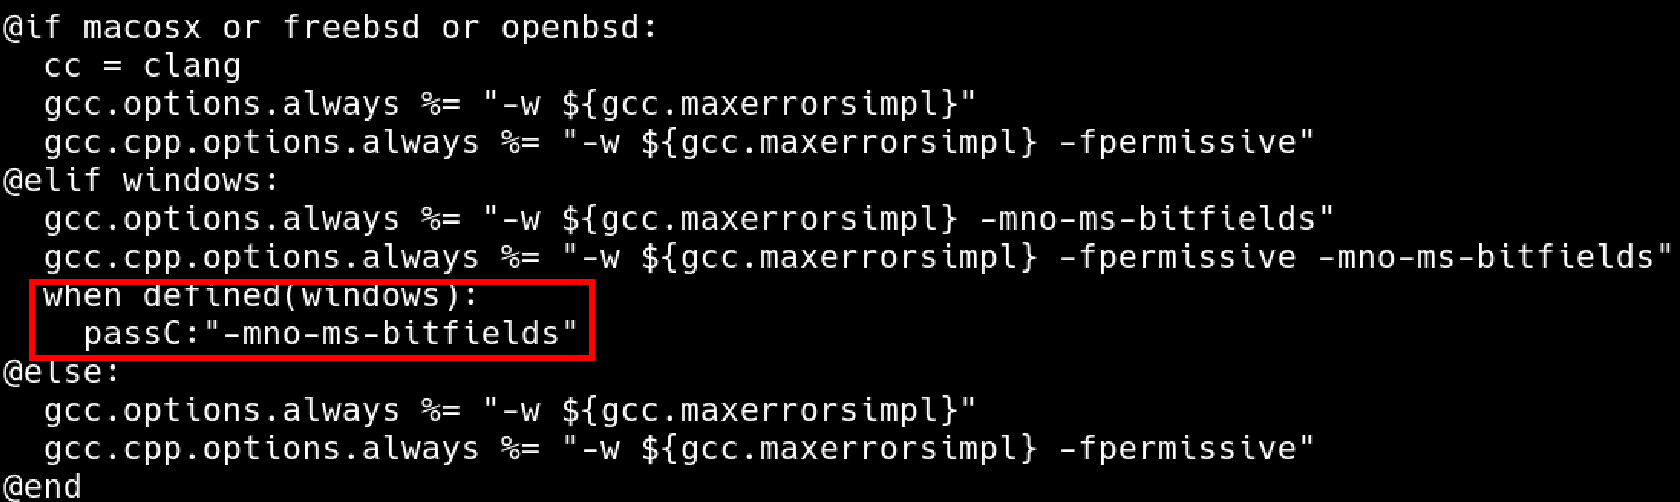 @if macosx or freebsd or openbsd:
  cc = clang
  gcc.options.always %= "-w ${gcc.maxerrorsimpl}"
  gcc.cpp.options.always %= "-w ${gcc.maxerrorsimpl} -fpermissive"
@elif windows:
  gcc.options.always %= "-w ${gcc.maxerrorsimpl} -mno-ms-bitfields"
  gcc.cpp.options.always %= "-w ${gcc.maxerrorsimpl} -fpermissive -mno-ms-bitfields"
  when defined(windows):
    passC:"-mno-ms-bitfields"
@else:
  gcc.options.always %= "-w ${gcc.maxerrorsimpl}"
  gcc.cpp.options.always %= "-w ${gcc.maxerrorsimpl} -fpermissive"
@end